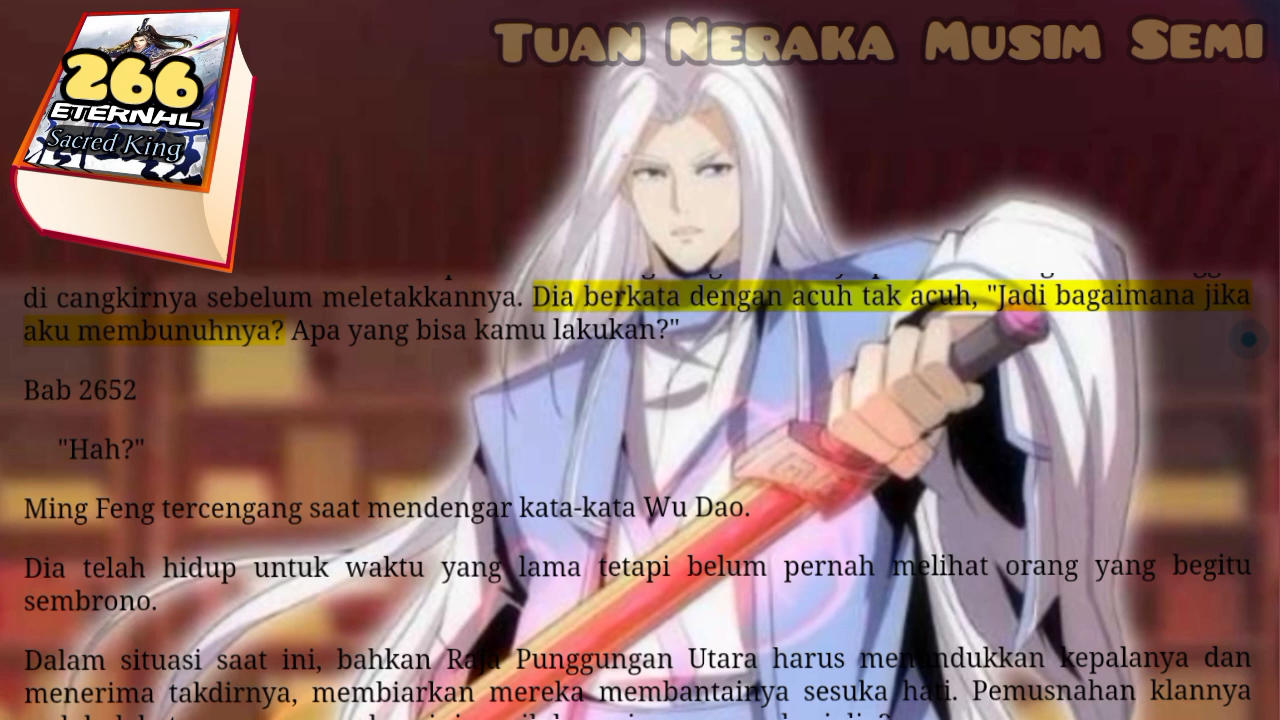 266
ETERNAL
Sacred King
TUAN NERAKA MUSIM SEMI
di cangkirnya sebelum meletakkannya. Dia berkata dengan acuh tak acuh, "Jadi bagaimana jika
aku membunuhnya? Apa yang bisa kamu lakukan?"
Bab 2652
"Hah?"
Ming Feng tercengang saat mendengar kata-kata Wu Dao.
Dia telah hidup untuk waktu yang lama tetapi belum pernah melihat orang yang begitu
sembrono.
Dalam situasi saat ini, bahkan Raja Punggungan Utara harus menundukkan kepalanya dan
menerima takdirnya, membiarkan mereka membantainya sesuka hati. Pemusnahan klannya